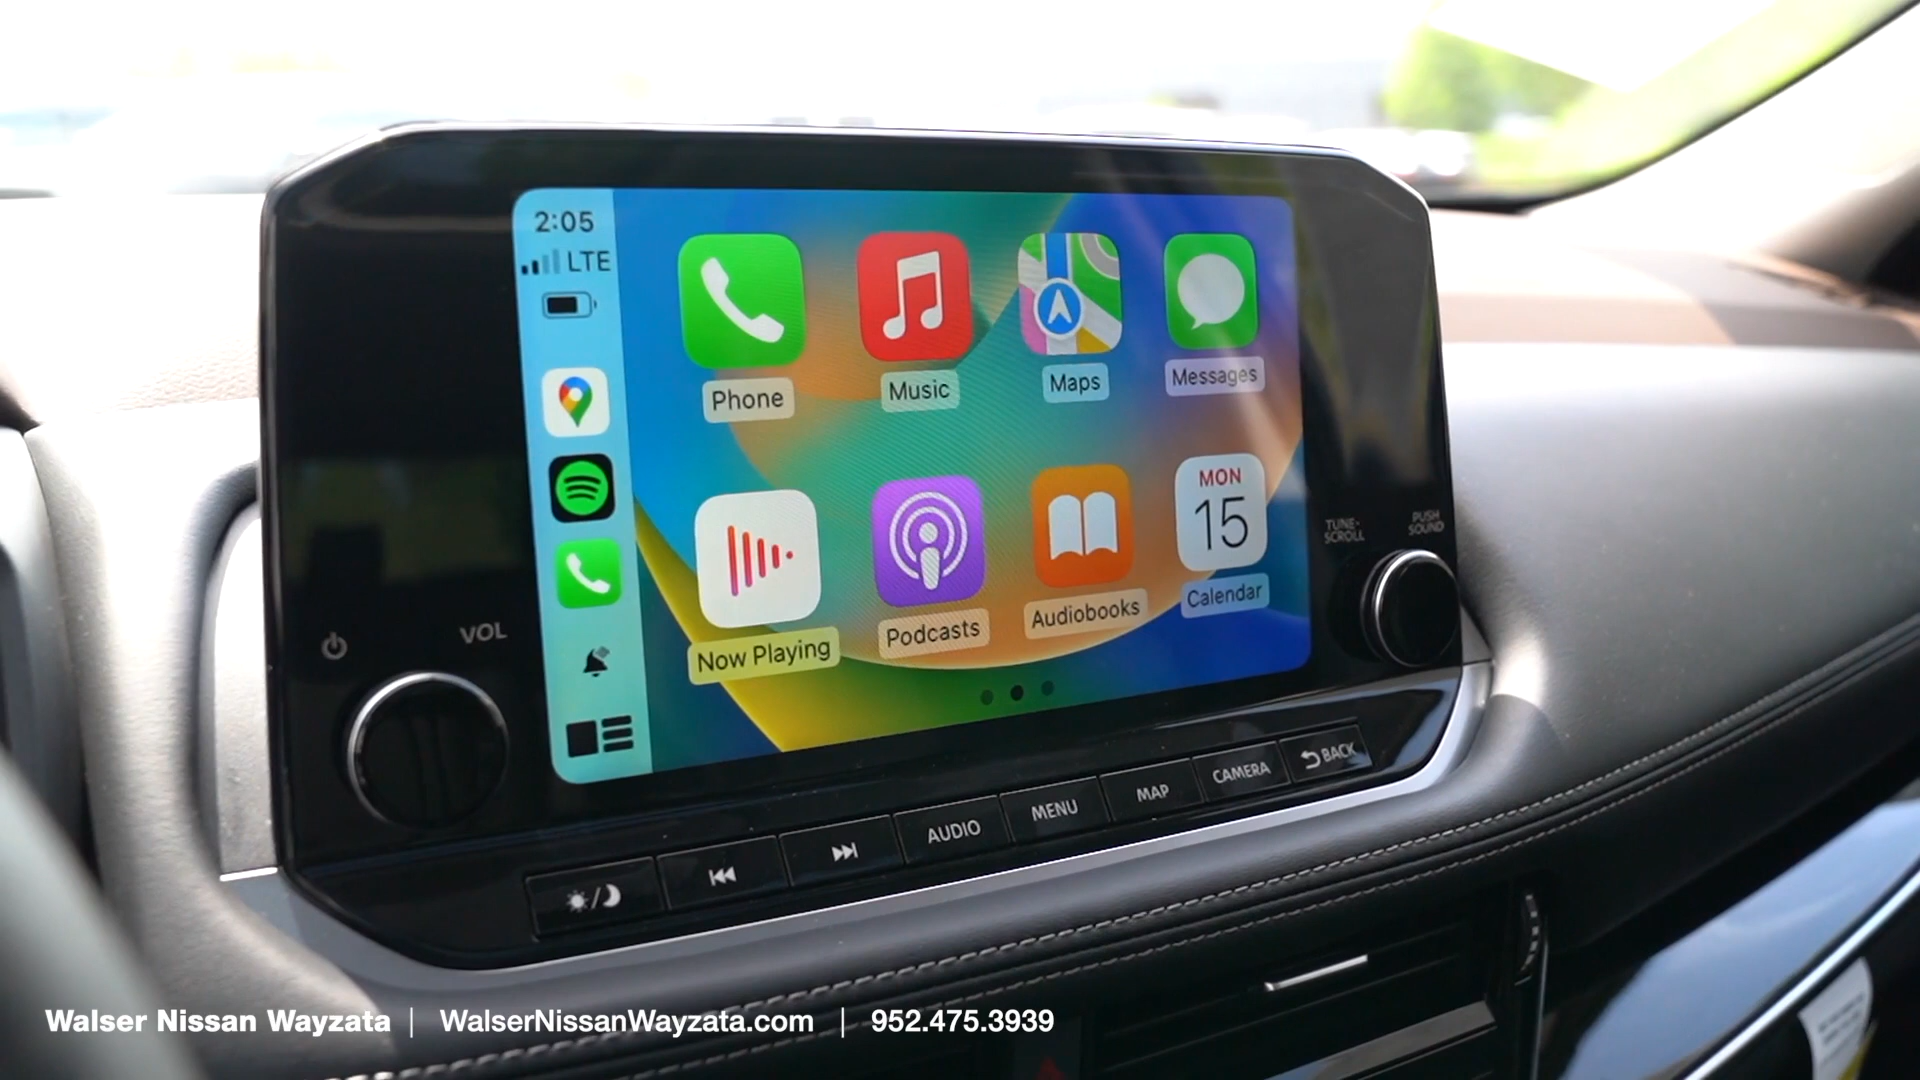 2:05
LTE
Phone
Music
Maps
Messages
MON
15
Now Playing
Podcasts
Audiobooks
Calendar
VOL
TUNE-
SCROLL
PUSH
SOUND
AUDIO
MENU
MAP
CAMERA
BACK
Walser Nissan Wayzata | WalserNissanWayzata.com | 952.475.3939